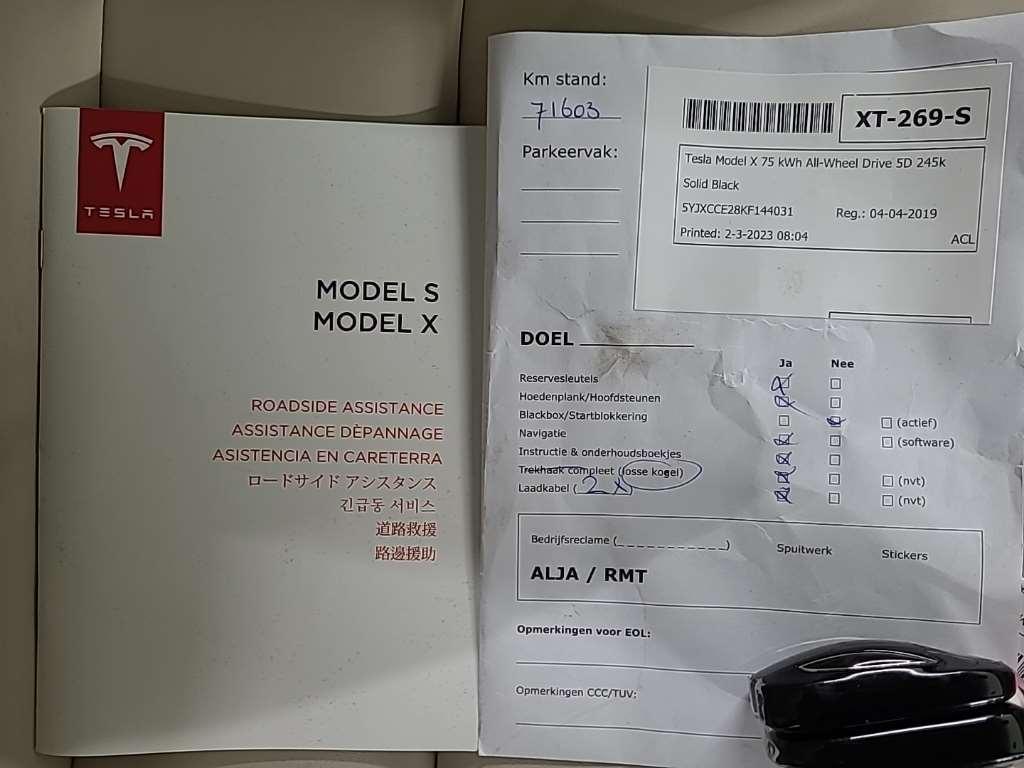 TESLA
MODEL S
MODEL X
ROADSIDE ASSISTANCE
ASSISTANCE DÈPANNAGE
ASISTENCIA EN CARETERRA
ロードサイド アシスタンス
긴급동 서비스
道路救援
路邊援助
Km stand:
71603
Parkeervak:
XT-269-S
Tesla Model X 75 kWh All-Wheel Drive 5D 245k
Solid Black
5YJXCCE28KF144031 Reg.: 04-04-2019
Printed: 2-3-2023 08:04 ACL
DOEL
Ja Nee
Reservesleutels
Hoedenplank/Hoofdsteunen
Blackbox/Startblokkering (actief)
Navigatie (software)
Instructie & onderhoudsboekjes
Trekhaak compleet (losse kogel) (nvt)
Laadkabel (2x) (nvt)
Bedrijfsreclame (_ _ _ _ _ _ _ _ _ _ _ _) Spuitwerk Stickers
ALJA / RMT
Opmerkingen voor EOL:
Opmerkingen CCC/TUV: